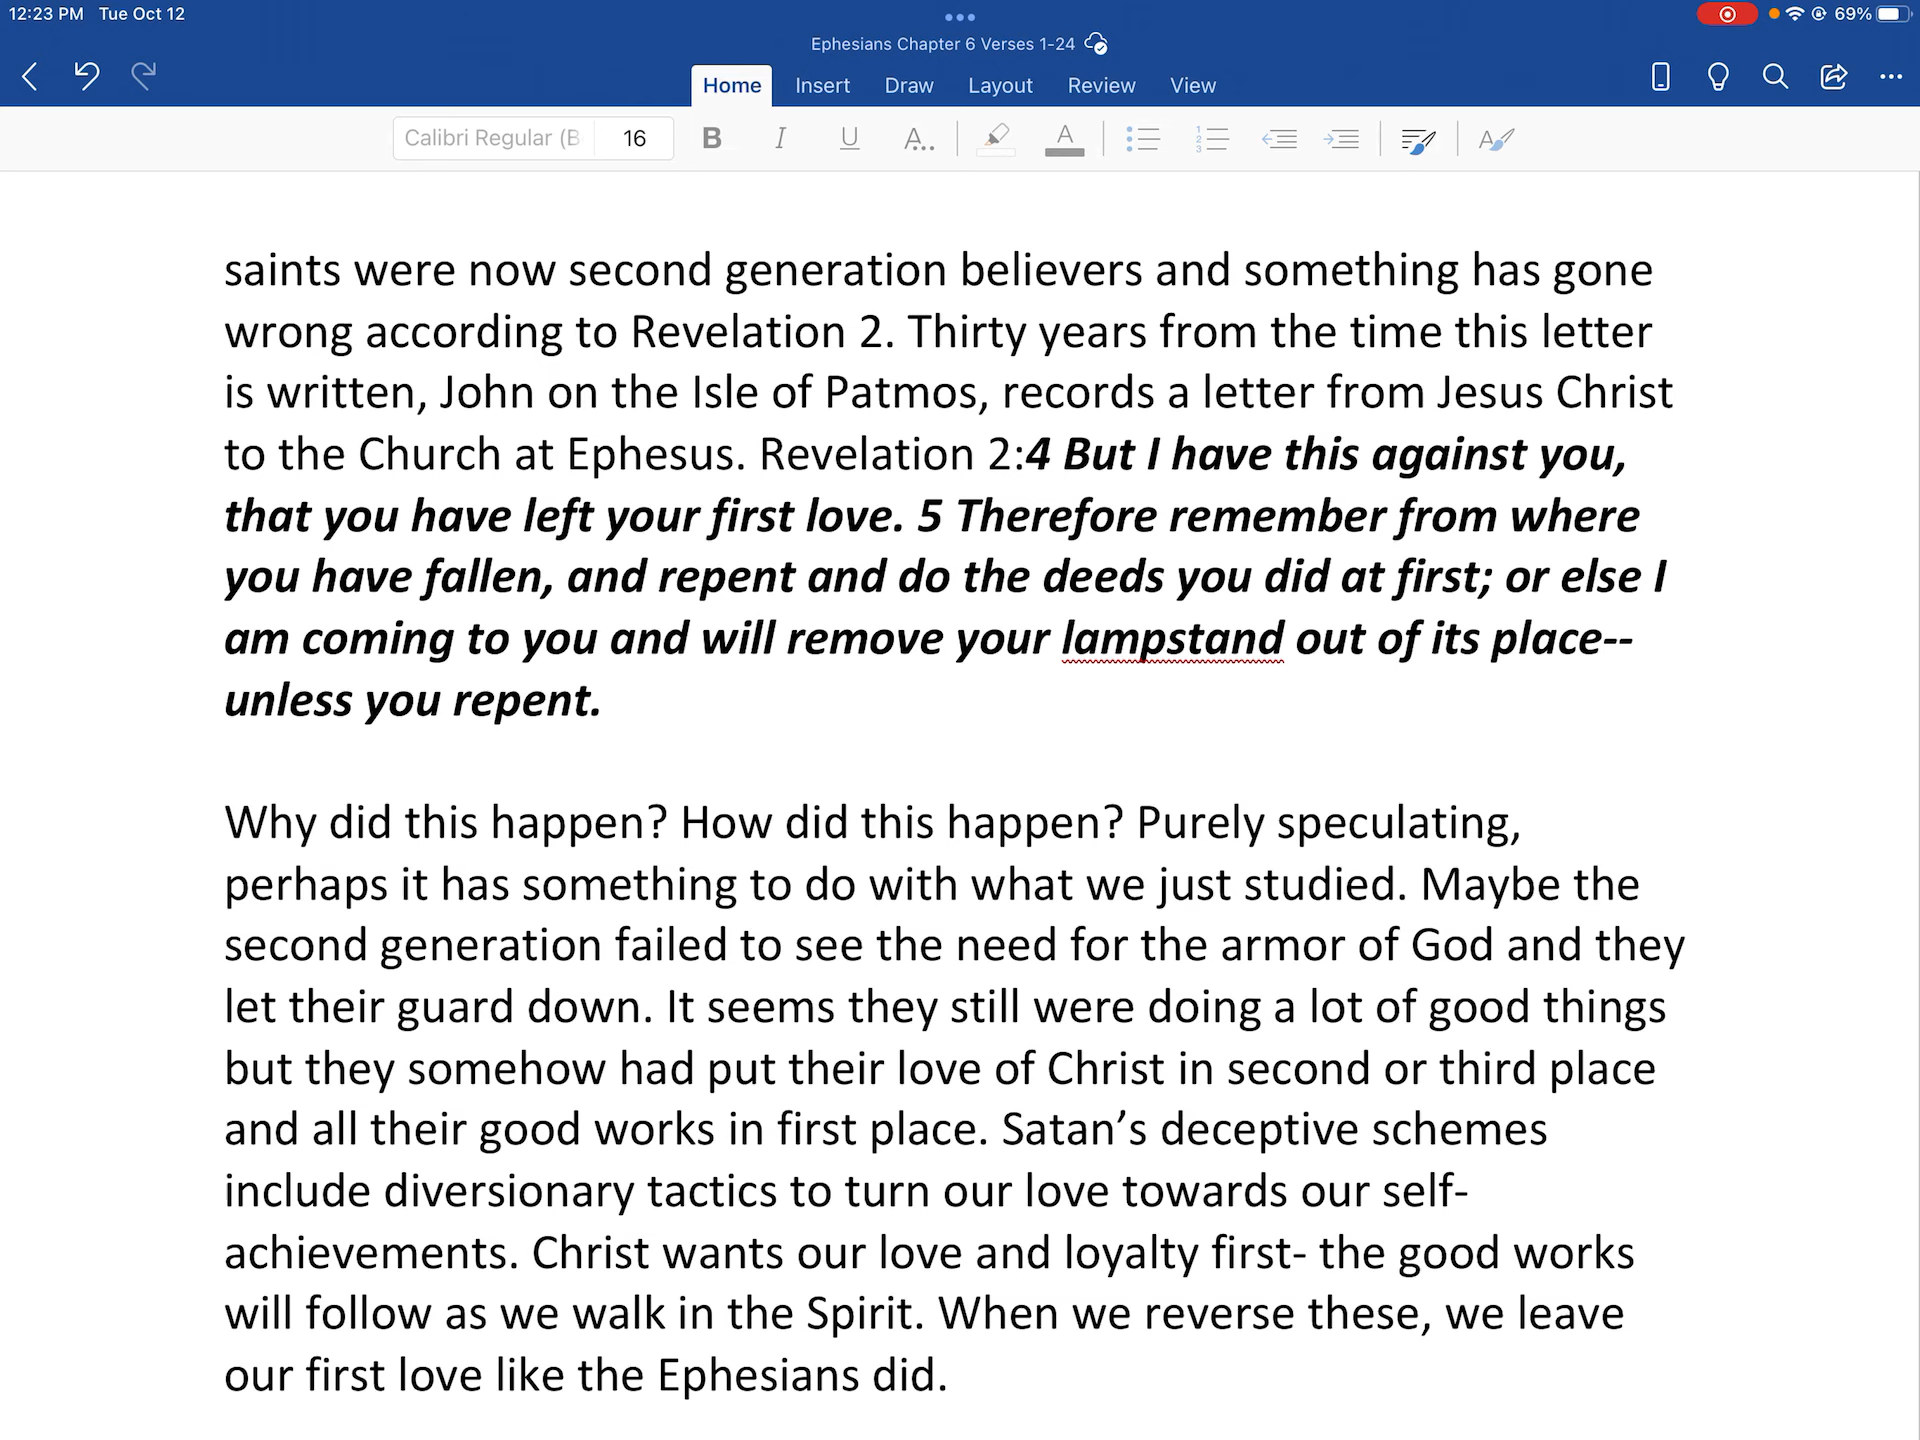 12:23 PM Tue Oct 12
69%
Ephesians Chapter 6 Verses 1-24
Home Insert Draw Layout Review View
Calibri Regular (B 16 B I U A.. A A
saints were now second generation believers and something has gone
wrong according to Revelation 2. Thirty years from the time this letter
is written, John on the Isle of Patmos, records a letter from Jesus Christ
to the Church at Ephesus. Revelation 2:4 But I have this against you,
that you have left your first love. 5 Therefore remember from where
you have fallen, and repent and do the deeds you did at first; or else I
am coming to you and will remove your lampstand out of its place--
unless you repent.
Why did this happen? How did this happen? Purely speculating,
perhaps it has something to do with what we just studied. Maybe the
second generation failed to see the need for the armor of God and they
let their guard down. It seems they still were doing a lot of good things
but they somehow had put their love of Christ in second or third place
and all their good works in first place. Satan’s deceptive schemes
include diversionary tactics to turn our love towards our self-
achievements. Christ wants our love and loyalty first- the good works
will follow as we walk in the Spirit. When we reverse these, we leave
our first love like the Ephesians did.